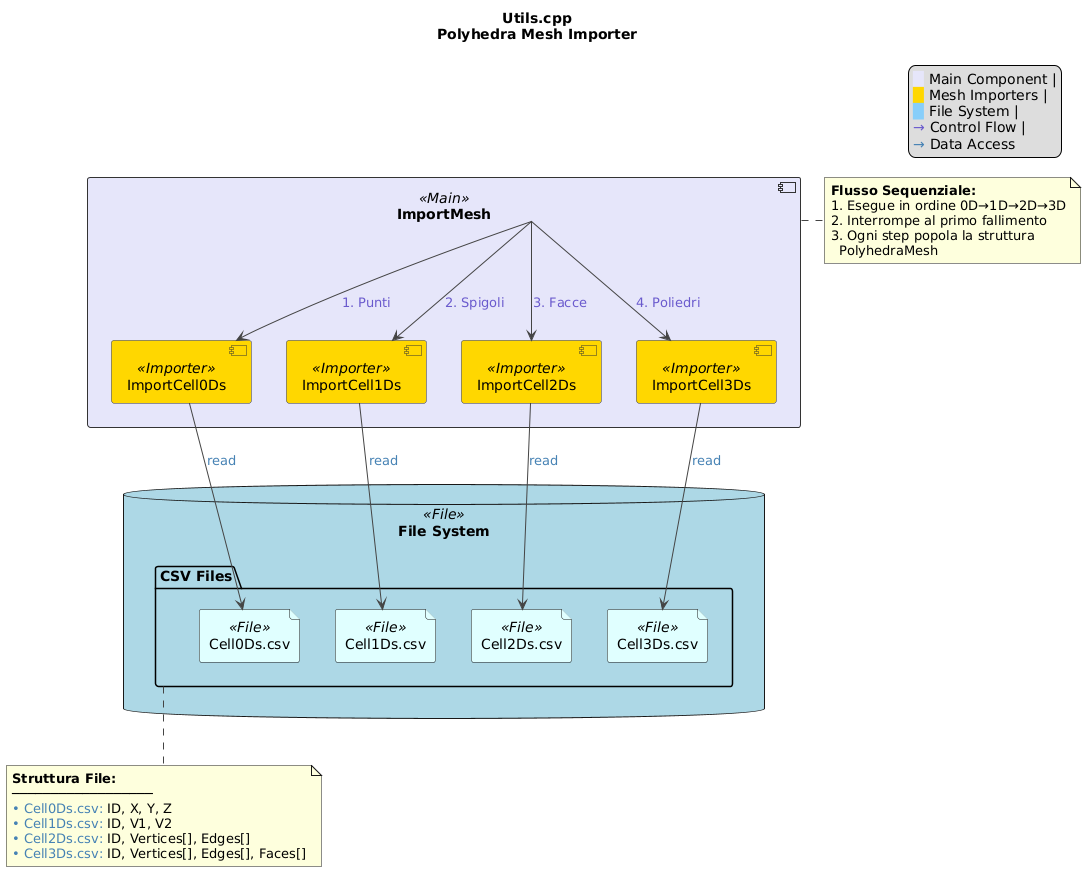 Utils.cpp
Polyhedra Mesh Importer
Main Component |
Mesh Importers |
File System |
→ Control Flow |
→ Data Access
«Main»
ImportMesh
Flusso Sequenziale:
1. Esegue in ordine 0D→1D→2D→3D
2. Interrompe al primo fallimento
3. Ogni step popola la struttura
PolyhedraMesh
1. Punti
2. Spigoli
3. Facce
4. Poliedri
«Importer»
ImportCell0Ds
«Importer»
ImportCell1Ds
«Importer»
ImportCell2Ds
«Importer»
ImportCell3Ds
read
read
read
read
«File»
File System
CSV Files
«File»
Cell0Ds.csv
«File»
Cell1Ds.csv
«File»
Cell2Ds.csv
«File»
Cell3Ds.csv
Struttura File:
• Cell0Ds.csv: ID, X, Y, Z
• Cell1Ds.csv: ID, V1, V2
• Cell2Ds.csv: ID, Vertices[], Edges[]
• Cell3Ds.csv: ID, Vertices[], Edges[], Faces[]